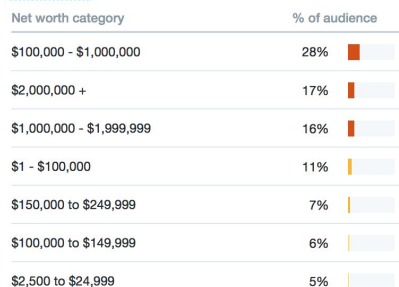 Net worth category % of audience
$100,000 - $1,000,000 28%
$2,000,000 + 17%
$1,000,000 - $1,999,999 16%
$1 - $100,000 11%
$150,000 to $249,999 7%
$100,000 to $149,999 6%
$2,500 to $24,999 5%